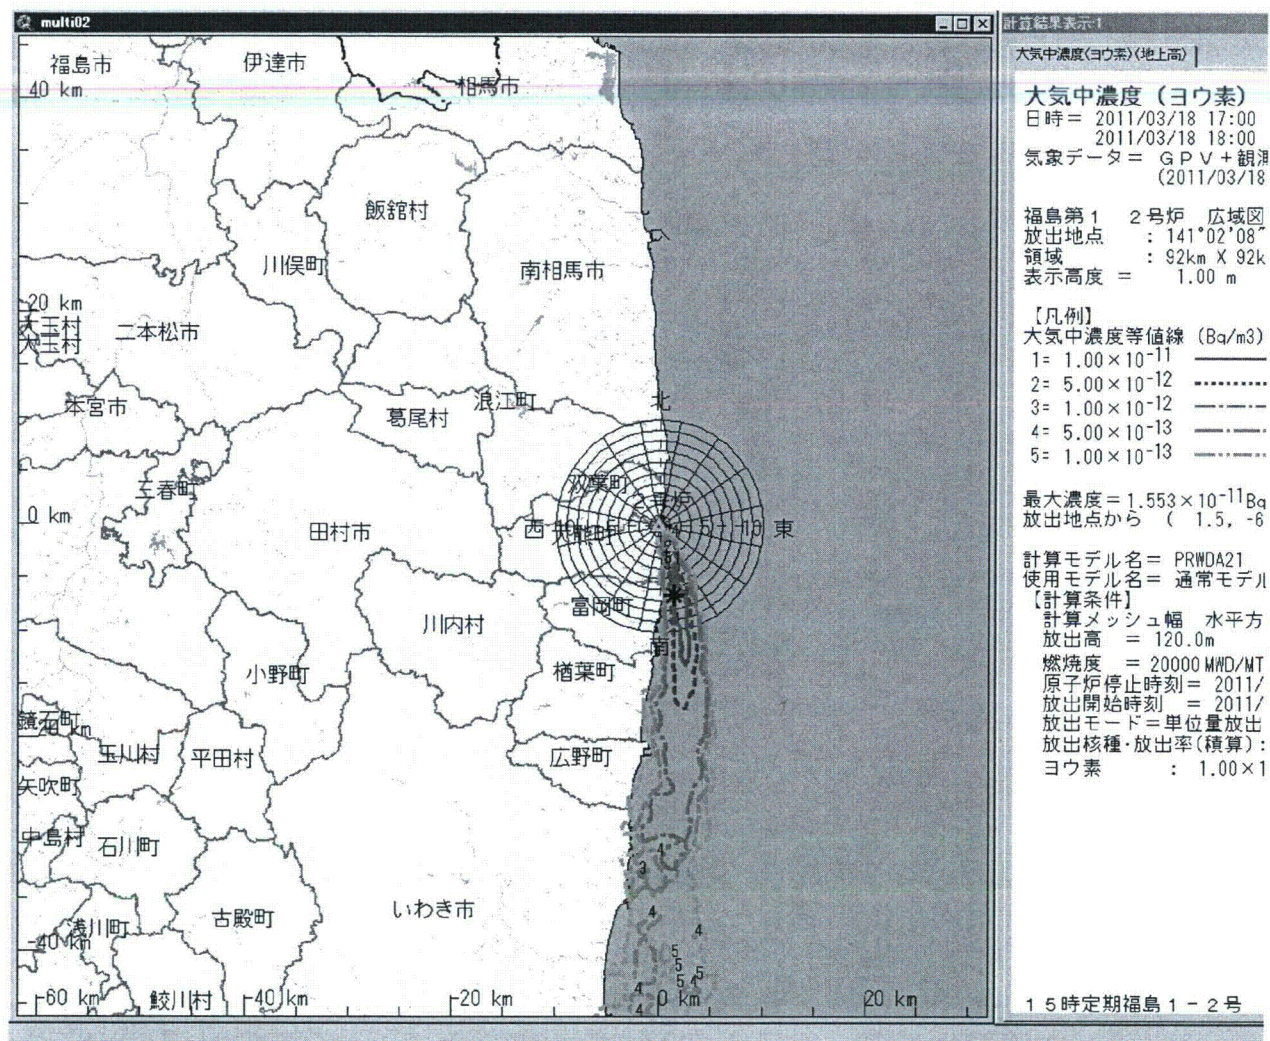 multi02
福島市
伊達市
相馬市
40 km
飯舘村
川俣町
南相馬市
20 km
大玉村
大玉村
二本松市
本宮市
葛尾村
浪江町
北
三春町
双葉町
0 km
田村市
西
東
富岡町
川内村
南
小野町
楢葉町
鏡石町
玉川村
平田村
広野町
矢吹町
中島村
石川町
いわき市
古殿町
浅川町
-40 km
鮫川村
-60 km
-40 km
-20 km
0 km
20 km
計算結果表示:1
大気中濃度(ヨウ素)(地上高)
大気中濃度(ヨウ素)
日時= 2011/03/18 17:00
2011/03/18 18:00
気象データ= GPV+観測
(2011/03/18
福島第1 2号炉 広域図
放出地点 : 141°02'08"
領域 : 92km X 92k
表示高度 = 1.00 m
【凡例】
大気中濃度等値線 (Bq/m3)
1= 1.00×10-11
2= 5.00×10-12
3= 1.00×10-12
4= 5.00×10-13
5= 1.00×10-13
最大濃度=1.553×10-11Bq
放出地点から ( 1.5, -6
計算モデル名= PRWDA21
使用モデル名= 通常モデル
【計算条件】
計算メッシュ幅 水平方
放出高 = 120.0m
燃焼度 = 20000MWD/MT
原子炉停止時刻= 2011/
放出開始時刻 = 2011/
放出モード=単位量放出
放出核種・放出率(積算):
ヨウ素 : 1.00×1
15時定期福島1-2号